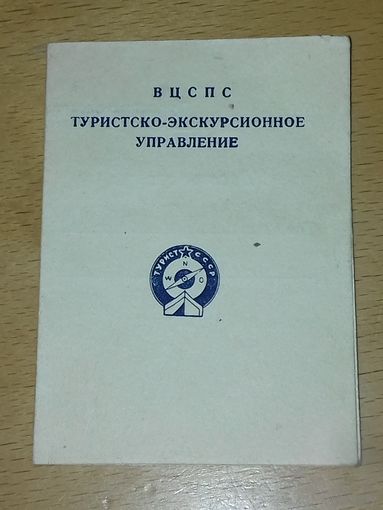 ВЦСПС
ТУРИСТСКО-ЭКСКУРСИОННОЕ
УПРАВЛЕНИЕ
ТУРИСТ СССР
N
W O